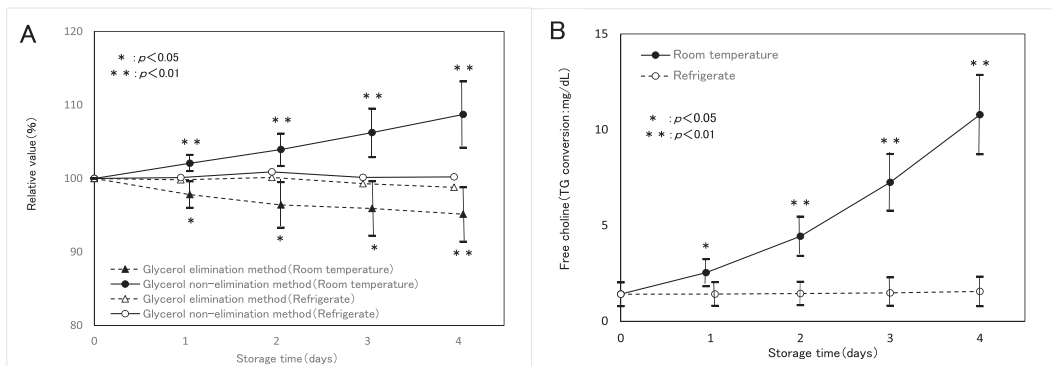 A
120
110
100
90
80
Relative value(%)
* : p<0.05
* * : p<0.01
* *
* *
* *
* *
*
*
*
* *
Glycerol elimination method(Room temperature)
Glycerol non-elimination method(Room temperature)
Glycerol elimination method(Refrigerate)
Glycerol non-elimination method(Refrigerate)
0 1 2 3 4
Storage time(days)
B
15
10
5
0
Free choline(TG conversion:mg/dL)
Room temperature
Refrigerate
* : p<0.05
* * : p<0.01
*
* *
* *
* *
0 1 2 3 4
Storage time(days)